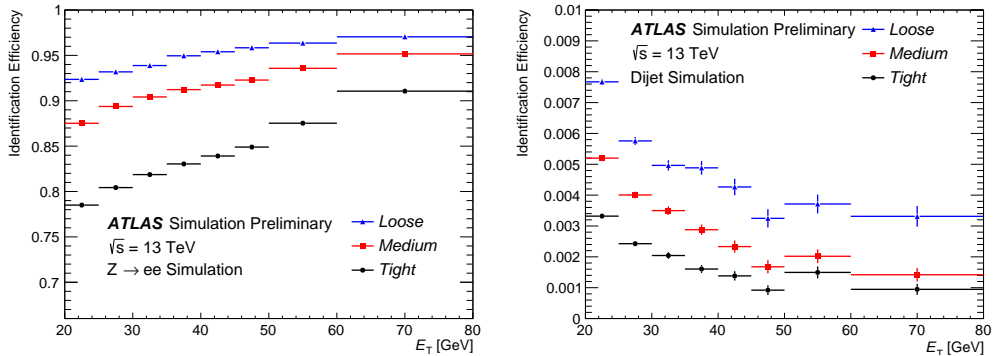 Identification Efficiency
1
0.95
0.9
0.85
0.8
0.75
0.7
ATLAS Simulation Preliminary
√s = 13 TeV
Z → ee Simulation
Loose
Medium
Tight
20 30 40 50 60 70 80
E_T [GeV]
Identification Efficiency
0.01
0.009
0.008
0.007
0.006
0.005
0.004
0.003
0.002
0.001
0
ATLAS Simulation Preliminary
√s = 13 TeV
Dijet Simulation
Loose
Medium
Tight
20 30 40 50 60 70 80
E_T [GeV]